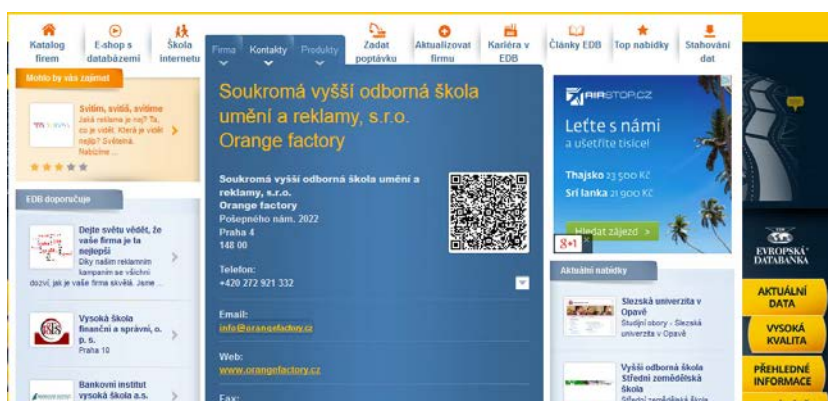 Katalog
firem
E-shop s
databázemi
Škola
internetu
Firma
Kontakty
Produkty
Zadat
poptávku
Aktualizovat
firmu
Kariéra v
EDB
Články EDB
Top nabídky
Stahování
dat
Mohlo by vás zajímat
Svítím, svítíš, svítíme
Jaká reklama je nej? Ta,
co je vidět. Která je vidět
nejlíp? Světelná.
Nabízíme ...
EDB doporučuje
Dejte světu vědět, že
vaše firma je ta
nejlepší
Díky našim reklamním
kampaním se všichni
dozví, jak je vaše firma skvělá. Jsme ...
Vysoká škola
finanční a správní, o.
p. s.
Praha 10
Bankovní institut
vysoká škola a.s.
Soukromá vyšší odborná škola
umění a reklamy, s.r.o.
Orange factory
Soukromá vyšší odborná škola umění a
reklamy, s.r.o.
Orange factory
Pošepného nám. 2022
Praha 4
148 00
Telefon:
+420 272 921 332
Email:
info@orangefactory.cz
Web:
www.orangefactory.cz
Fax:
AIRSTOP.CZ
Leťte s námi
a ušetříte tisíce!
Thajsko 23 500 Kč
Srí lanka 21 900 Kč
Hledat zájezd >
g+1
Aktuální nabídky
Slezská univerzita v
Opavě
Studijní obory - Slezská
univerzita v Opavě
Vyšší odborná škola
Střední zemědělská
škola
Střední zemědělská škola
EVROPSKÁ
DATABANKA
AKTUÁLNÍ
DATA
VYSOKÁ
KVALITA
PŘEHLEDNÉ
INFORMACE